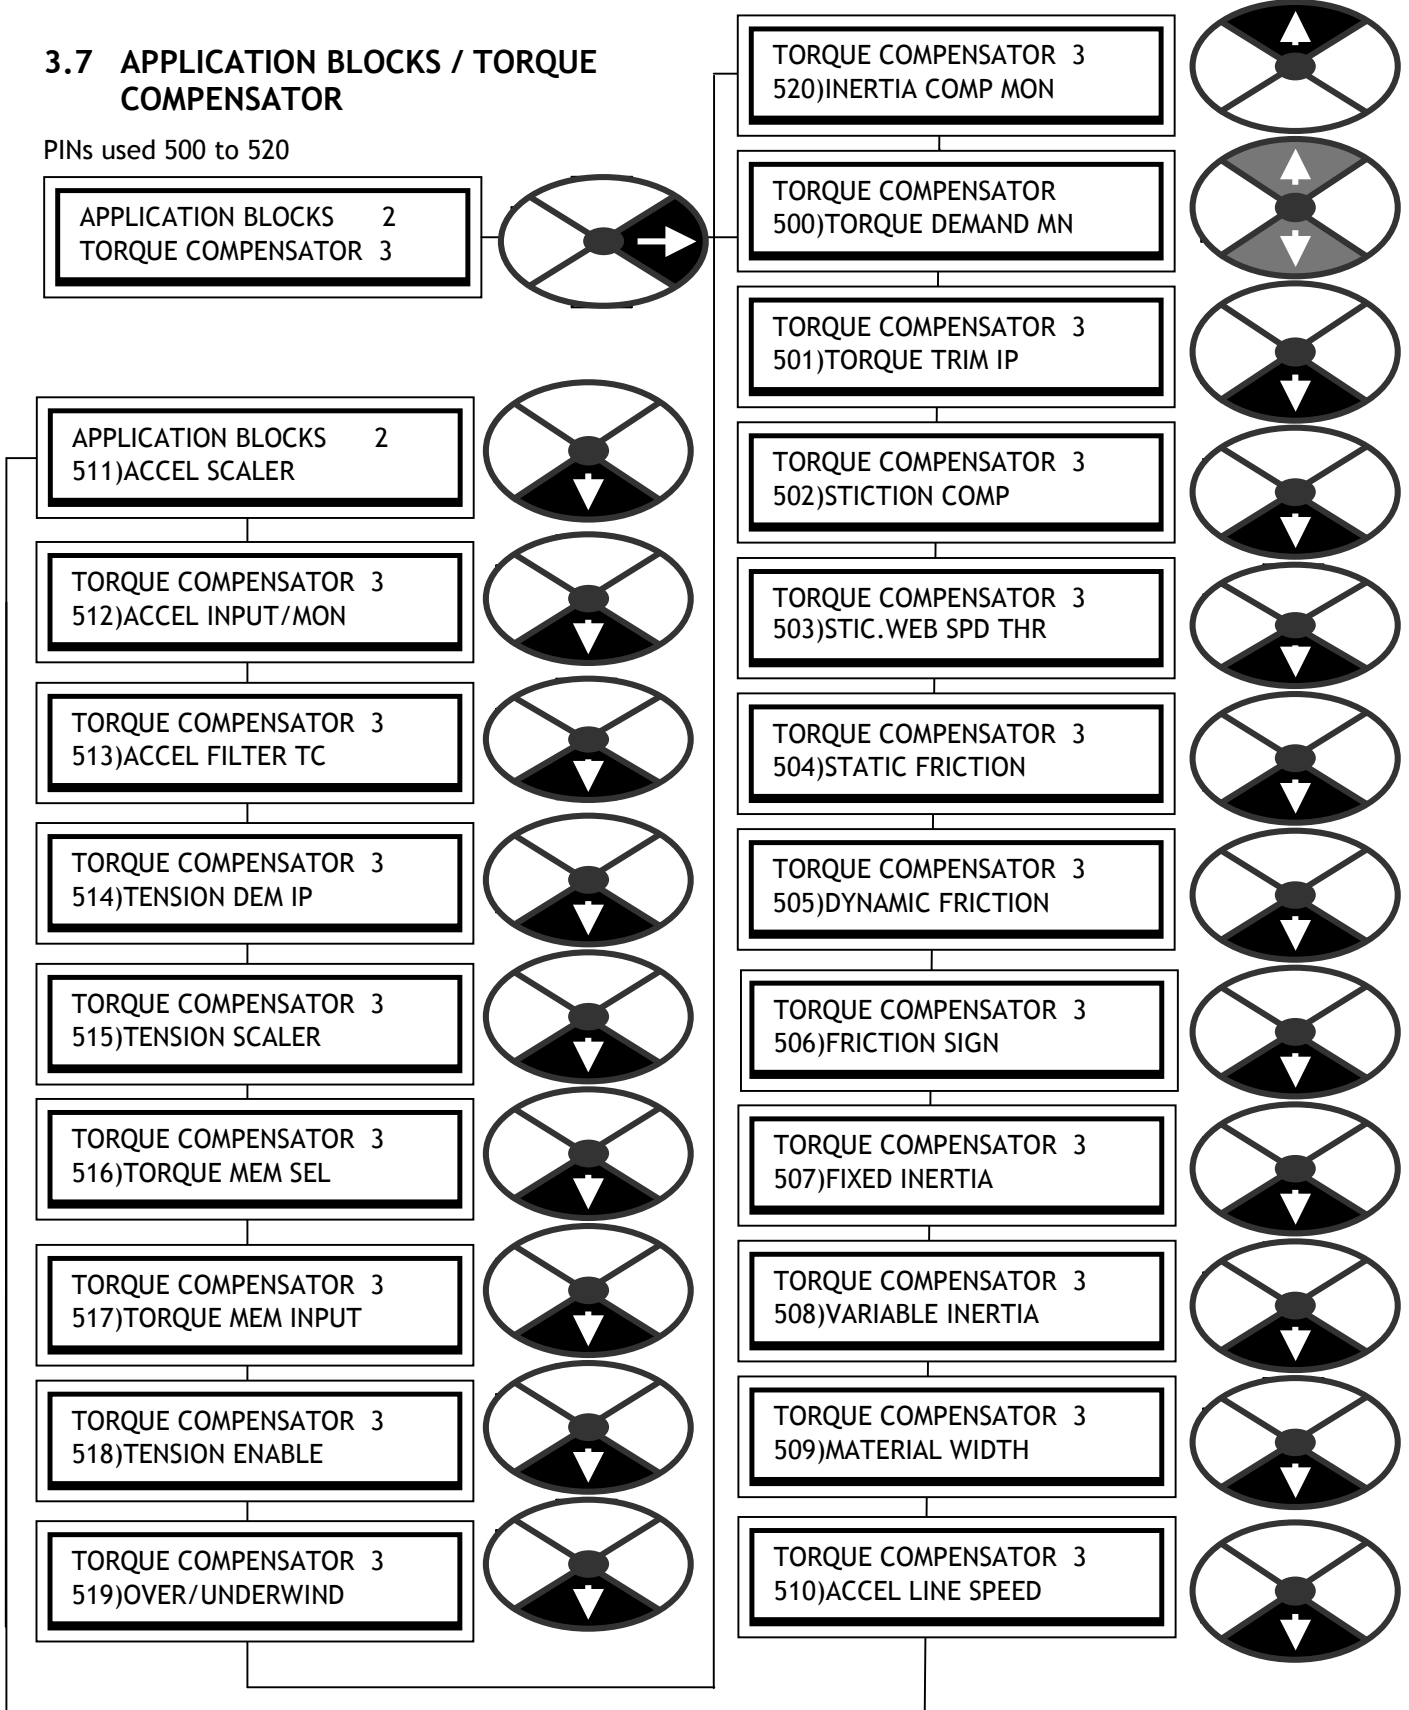 3.7 APPLICATION BLOCKS / TORQUE
COMPENSATOR
PINs used 500 to 520
APPLICATION BLOCKS 2
TORQUE COMPENSATOR 3
APPLICATION BLOCKS 2
511)ACCEL SCALER
TORQUE COMPENSATOR 3
512)ACCEL INPUT/MON
TORQUE COMPENSATOR 3
513)ACCEL FILTER TC
TORQUE COMPENSATOR 3
514)TENSION DEM IP
TORQUE COMPENSATOR 3
515)TENSION SCALER
TORQUE COMPENSATOR 3
516)TORQUE MEM SEL
TORQUE COMPENSATOR 3
517)TORQUE MEM INPUT
TORQUE COMPENSATOR 3
518)TENSION ENABLE
TORQUE COMPENSATOR 3
519)OVER/UNDERWIND
TORQUE COMPENSATOR 3
520)INERTIA COMP MON
TORQUE COMPENSATOR
500)TORQUE DEMAND MN
TORQUE COMPENSATOR 3
501)TORQUE TRIM IP
TORQUE COMPENSATOR 3
502)STICTION COMP
TORQUE COMPENSATOR 3
503)STIC.WEB SPD THR
TORQUE COMPENSATOR 3
504)STATIC FRICTION
TORQUE COMPENSATOR 3
505)DYNAMIC FRICTION
TORQUE COMPENSATOR 3
506)FRICTION SIGN
TORQUE COMPENSATOR 3
507)FIXED INERTIA
TORQUE COMPENSATOR 3
508)VARIABLE INERTIA
TORQUE COMPENSATOR 3
509)MATERIAL WIDTH
TORQUE COMPENSATOR 3
510)ACCEL LINE SPEED